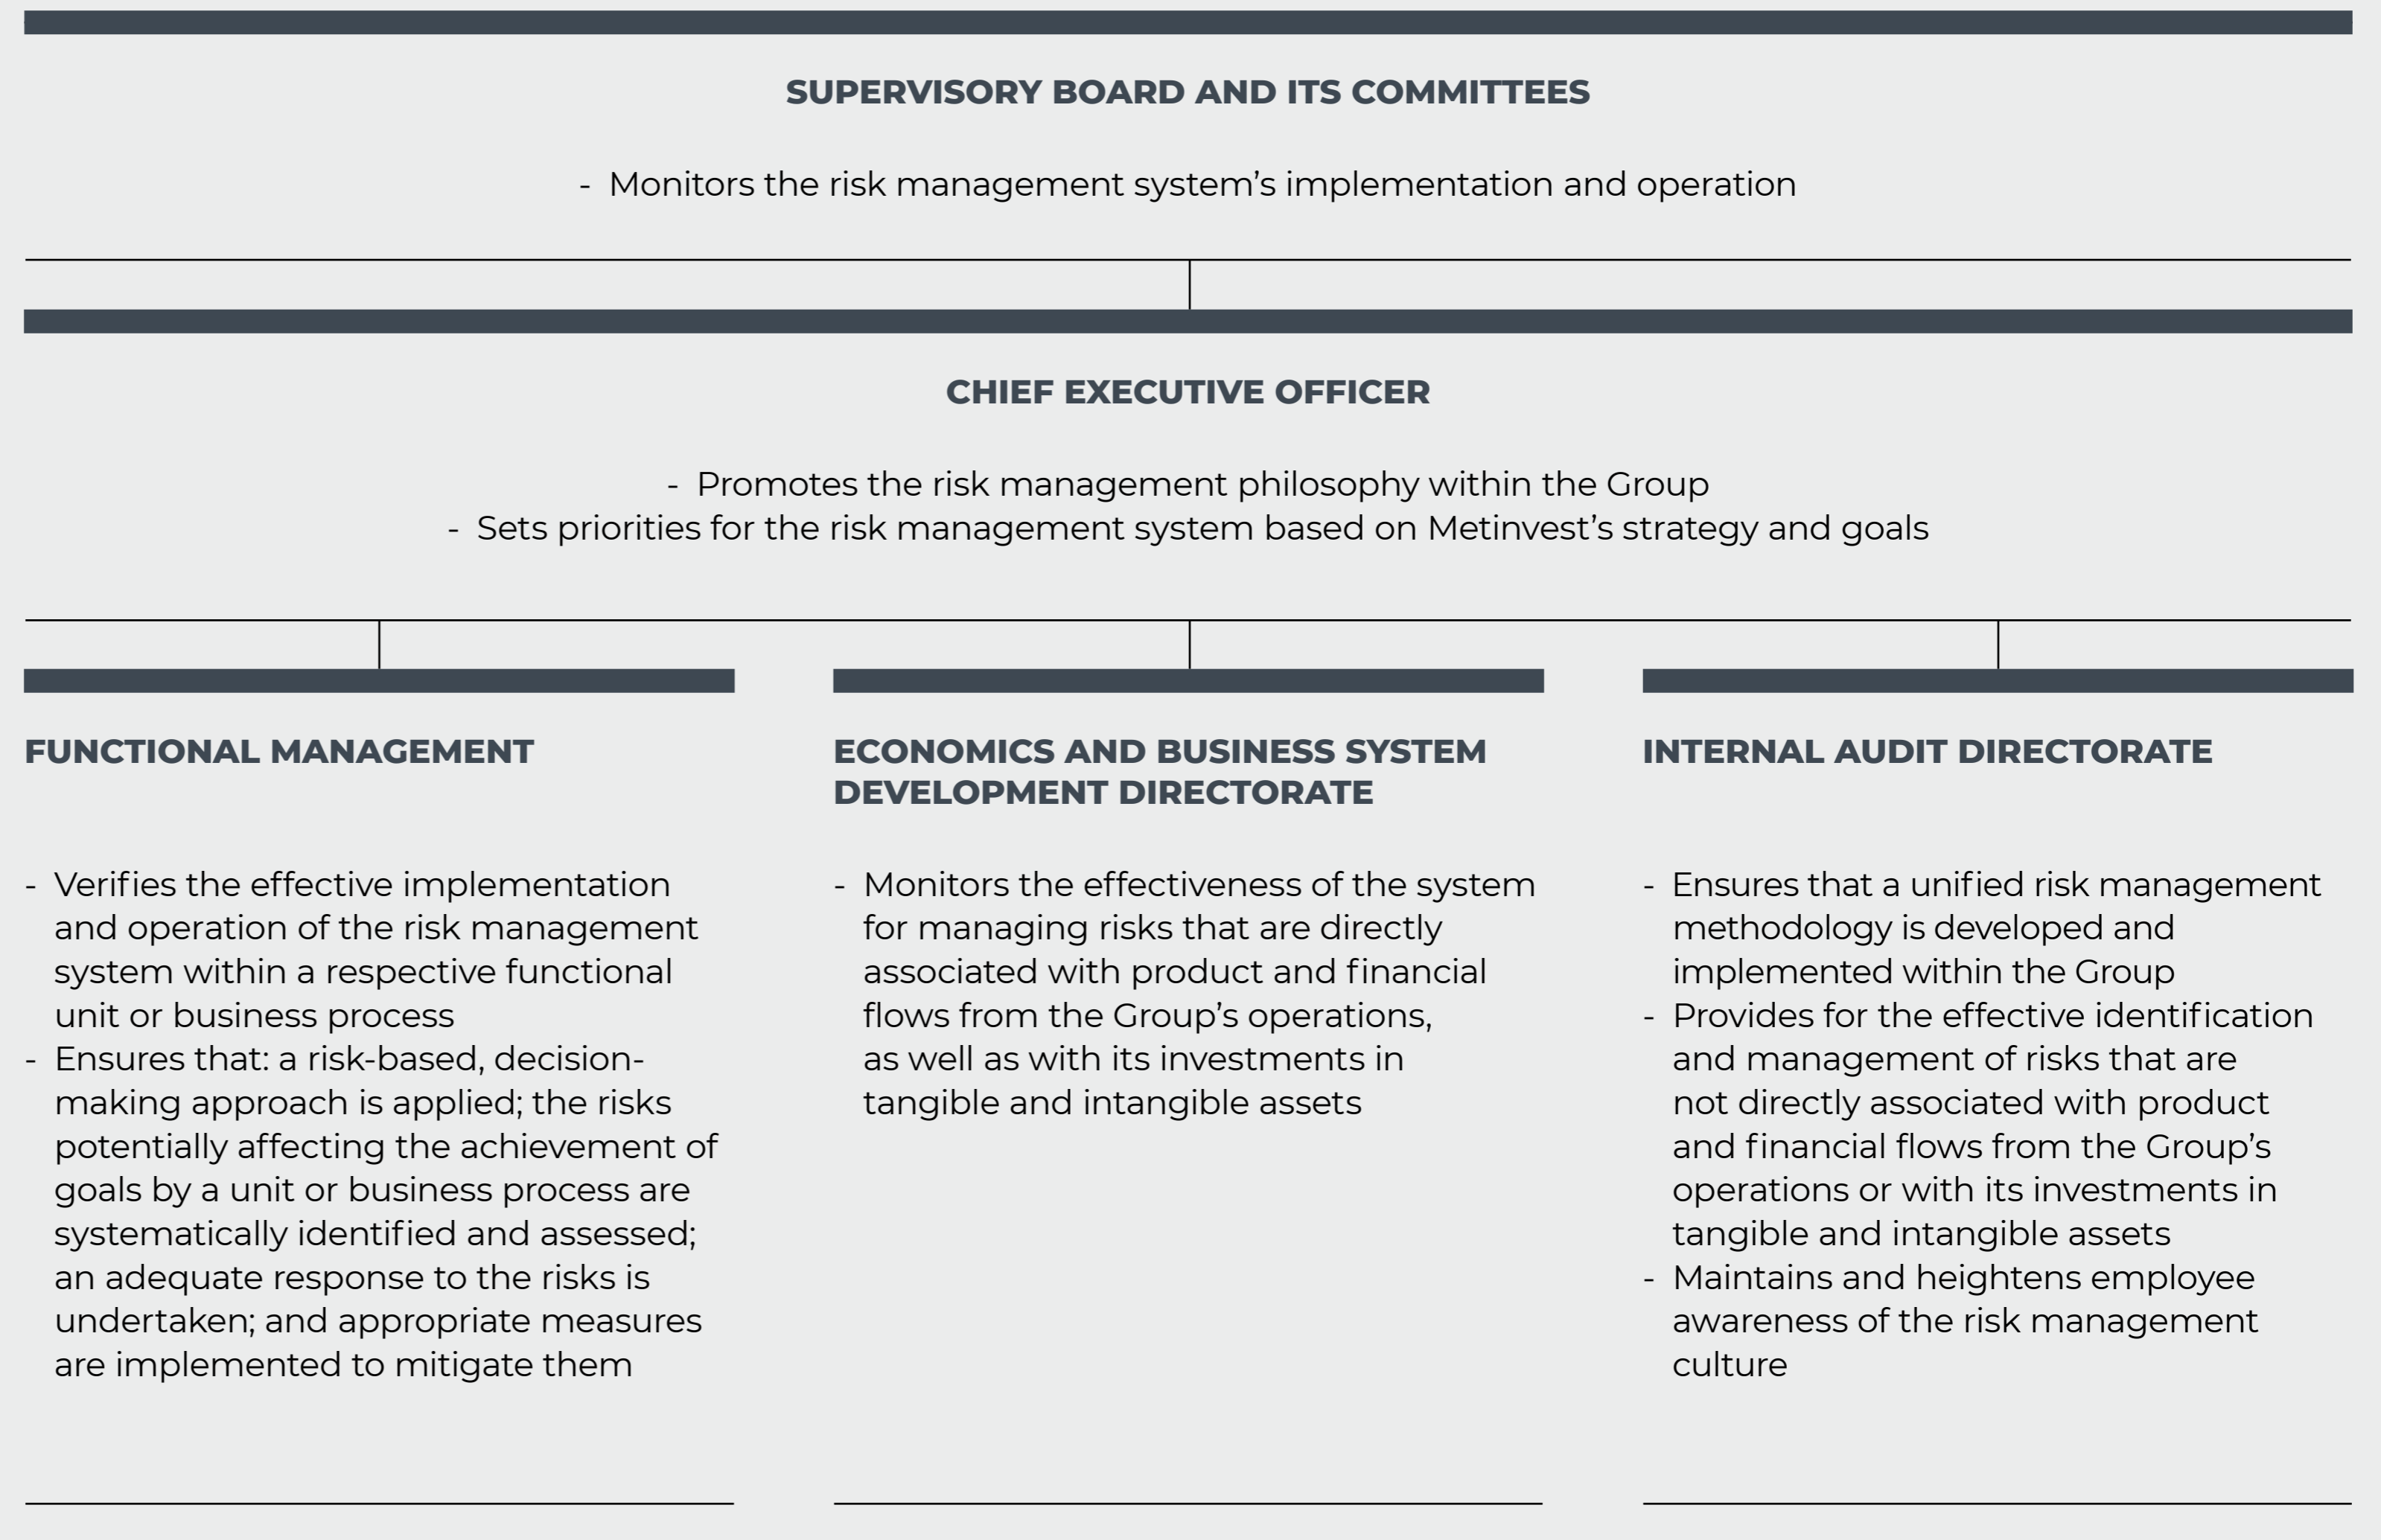 SUPERVISORY BOARD AND ITS COMMITTEES
- Monitors the risk management system’s implementation and operation
CHIEF EXECUTIVE OFFICER
- Promotes the risk management philosophy within the Group
- Sets priorities for the risk management system based on Metinvest’s strategy and goals
FUNCTIONAL MANAGEMENT
- Verifies the effective implementation
and operation of the risk management
system within a respective functional
unit or business process
- Ensures that: a risk-based, decision-
making approach is applied; the risks
potentially affecting the achievement of
goals by a unit or business process are
systematically identified and assessed;
an adequate response to the risks is
undertaken; and appropriate measures
are implemented to mitigate them
ECONOMICS AND BUSINESS SYSTEM
DEVELOPMENT DIRECTORATE
- Monitors the effectiveness of the system
for managing risks that are directly
associated with product and financial
flows from the Group’s operations,
as well as with its investments in
tangible and intangible assets
INTERNAL AUDIT DIRECTORATE
- Ensures that a unified risk management
methodology is developed and
implemented within the Group
- Provides for the effective identification
and management of risks that are
not directly associated with product
and financial flows from the Group’s
operations or with its investments in
tangible and intangible assets
- Maintains and heightens employee
awareness of the risk management
culture